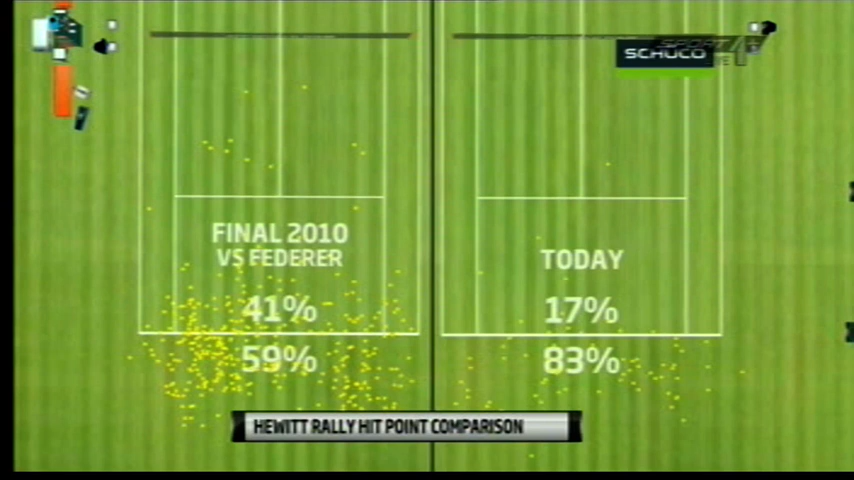 SCHUCO
FINAL 2010
VS FEDERER
41%
59%
TODAY
17%
83%
HEWITT RALLY HIT POINT COMPARISON